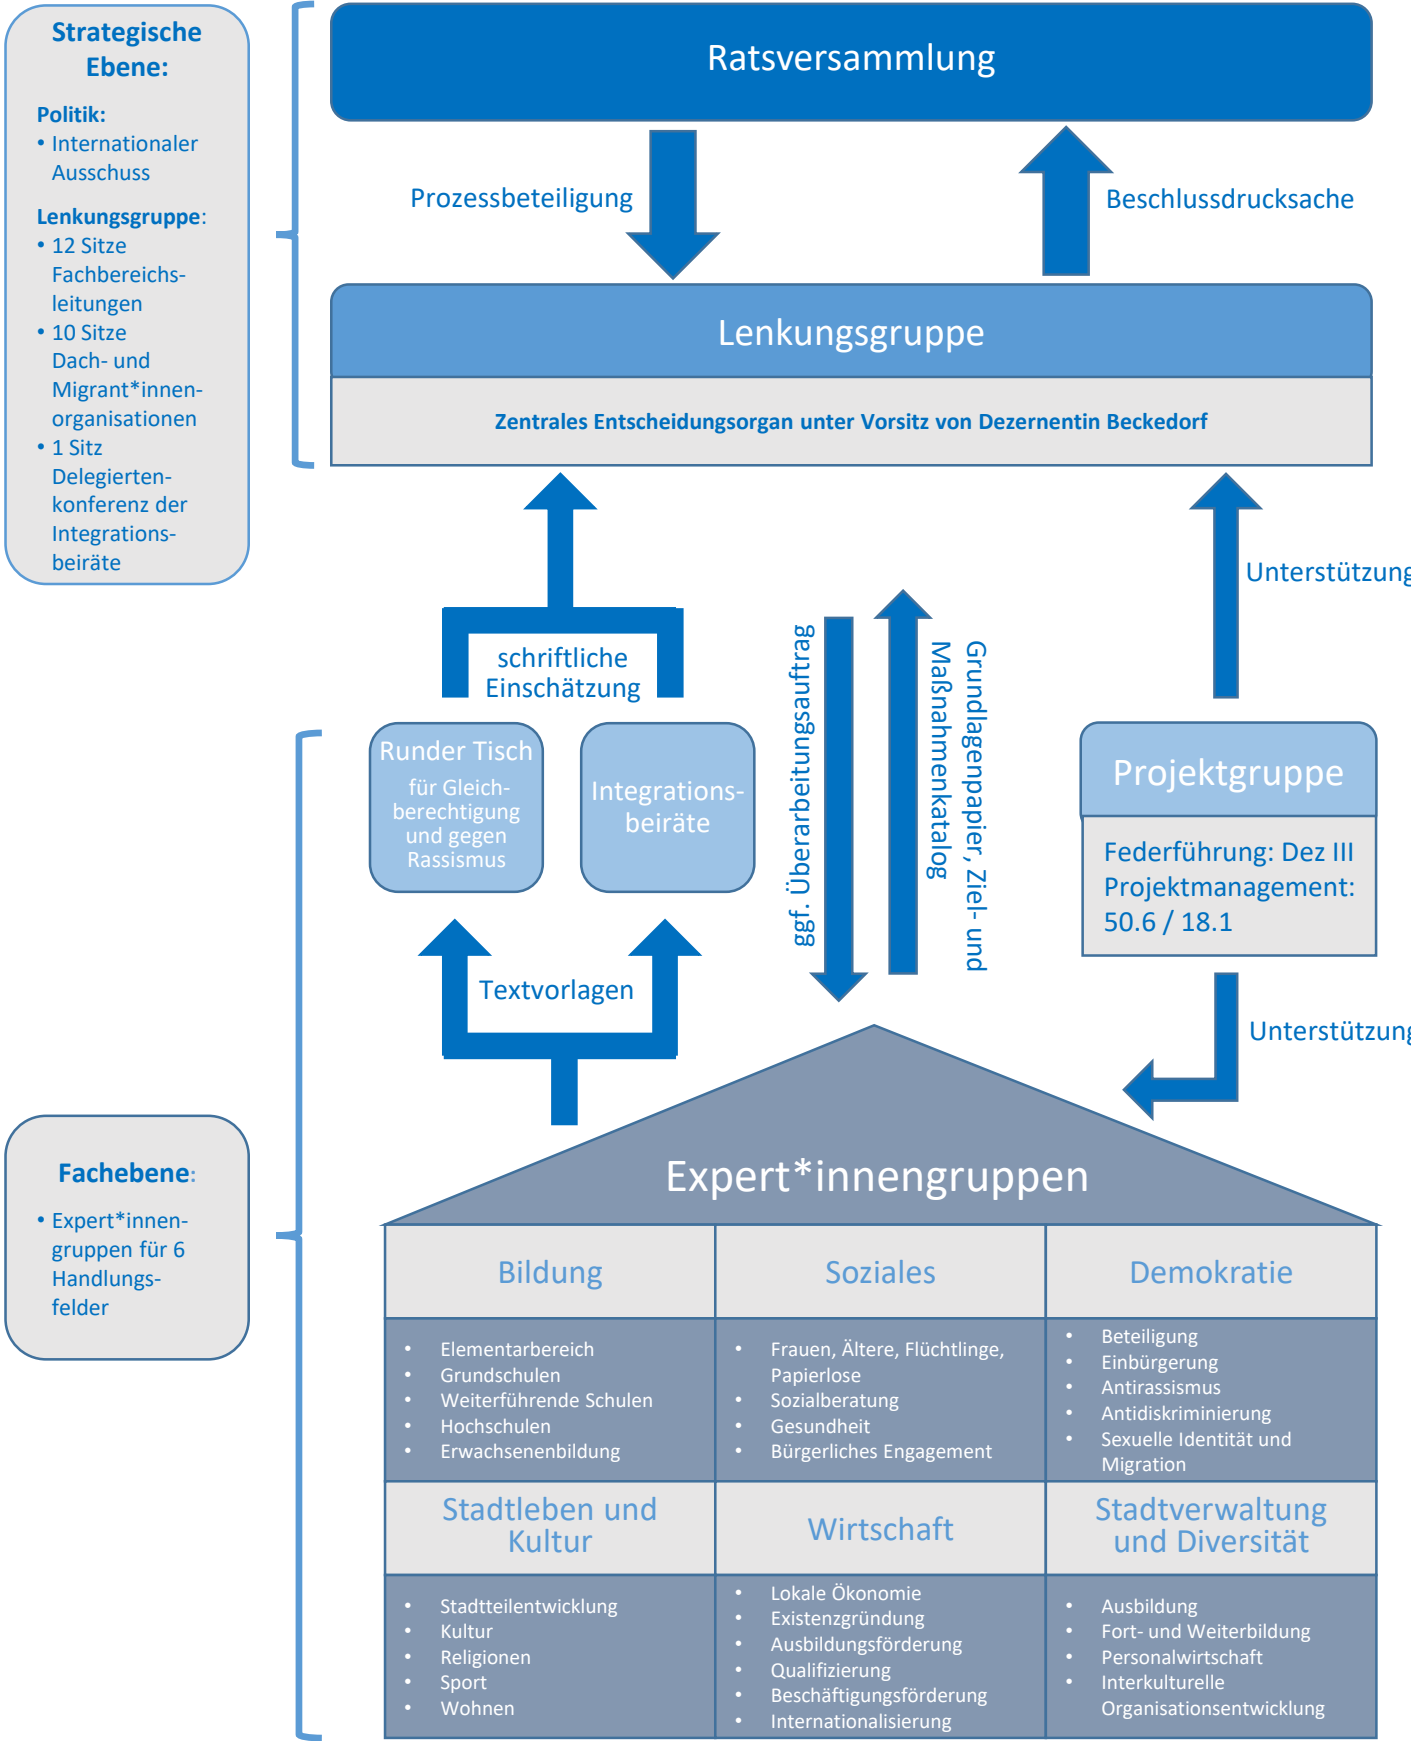 Strategische
Ebene:
Politik:
• Internationaler
Ausschuss
Lenkungsgruppe:
• 12 Sitze
Fachbereichs-
leitungen
• 10 Sitze
Dach- und
Migrant*innen-
organisationen
• 1 Sitz
Delegierten-
konferenz der
Integrations-
beiräte
Ratsversammlung
Prozessbeteiligung
Beschlussdrucksache
Lenkungsgruppe
Zentrales Entscheidungsorgan unter Vorsitz von Dezernentin Beckedorf
Unterstützung
schriftliche
Einschätzung
ggf. Überarbeitungsauftrag
Grundlagenpapier, Ziel- und
Maßnahmenkatalog
Runder Tisch
für Gleich-
berechtigung
und gegen
Rassismus
Integrations-
beiräte
Projektgruppe
Federführung: Dez III
Projektmanagement:
50.6 / 18.1
Textvorlagen
Unterstützung
Fachebene:
• Expert*innen-
gruppen für 6
Handlungs-
felder
Expert*innengruppen
Bildung
• Elementarbereich
• Grundschulen
• Weiterführende Schulen
• Hochschulen
• Erwachsenenbildung
Soziales
• Frauen, Ältere, Flüchtlinge,
Papierlose
• Sozialberatung
• Gesundheit
• Bürgerliches Engagement
Demokratie
• Beteiligung
• Einbürgerung
• Antirassismus
• Antidiskriminierung
• Sexuelle Identität und
Migration
Stadtleben und
Kultur
• Stadtteilentwicklung
• Kultur
• Religionen
• Sport
• Wohnen
Wirtschaft
• Lokale Ökonomie
• Existenzgründung
• Ausbildungsförderung
• Qualifizierung
• Beschäftigungsförderung
• Internationalisierung
Stadtverwaltung
und Diversität
• Ausbildung
• Fort- und Weiterbildung
• Personalwirtschaft
• Interkulturelle
Organisationsentwicklung